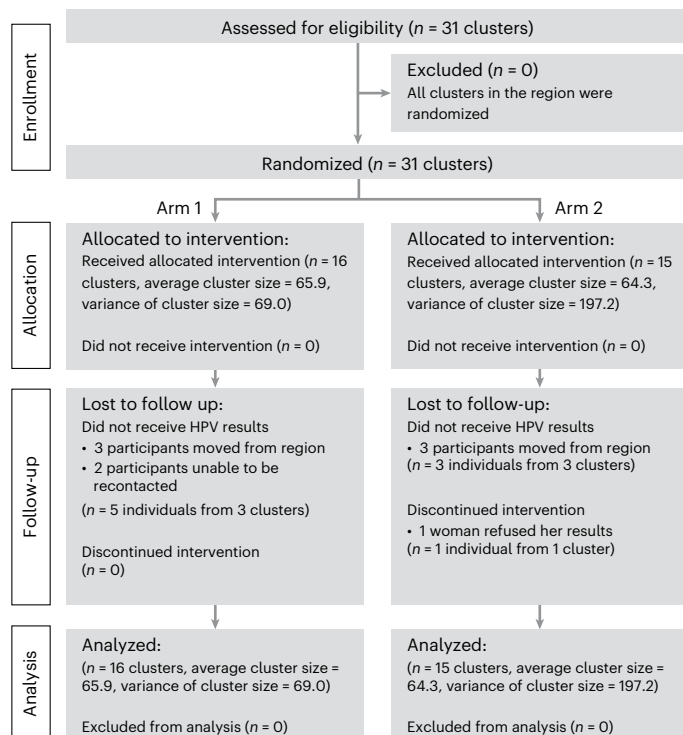 Assessed for eligibility (n = 31 clusters)
Enrollment
Excluded (n = 0)
All clusters in the region were
randomized
Randomized (n = 31 clusters)
Arm 1
Arm 2
Allocation
Allocated to intervention:
Received allocated intervention (n = 16
clusters, average cluster size = 65.9,
variance of cluster size = 69.0)
Did not receive intervention (n = 0)
Allocated to intervention:
Received allocated intervention (n = 15
clusters, average cluster size = 64.3,
variance of cluster size = 197.2)
Did not receive intervention (n = 0)
Follow-up
Lost to follow up:
Did not receive HPV results
• 3 participants moved from region
• 2 participants unable to be
recontacted
(n = 5 individuals from 3 clusters)
Discontinued intervention
(n = 0)
Lost to follow-up:
Did not receive HPV results
• 3 participants moved from region
(n = 3 individuals from 3 clusters)
Discontinued intervention
• 1 woman refused her results
(n = 1 individual from 1 cluster)
Analysis
Analyzed:
(n = 16 clusters, average cluster size =
65.9, variance of cluster size = 69.0)
Excluded from analysis (n = 0)
Analyzed:
(n = 15 clusters, average cluster size =
64.3, variance of cluster size = 197.2)
Excluded from analysis (n = 0)